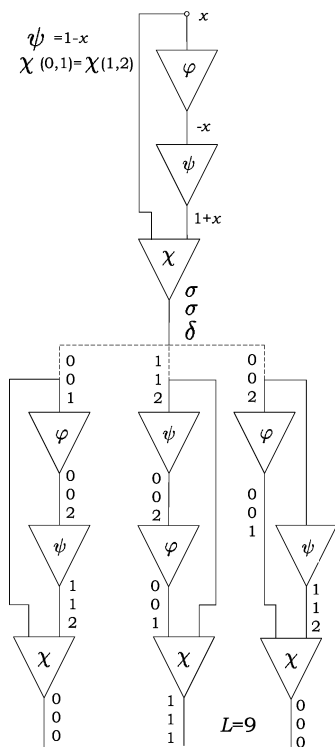 x
ψ =1-x
χ (0,1)=χ(1,2)
φ
-x
ψ
1+x
χ
σ
σ
δ
0 1 0
0 1 0
1 2 2
φ ψ φ
0 0 0
0 0 0
2 2 1
ψ φ ψ
1 0 1
1 0 1
2 1 2
χ χ χ
0 1 0
0 1 0
0 1 0
L=9